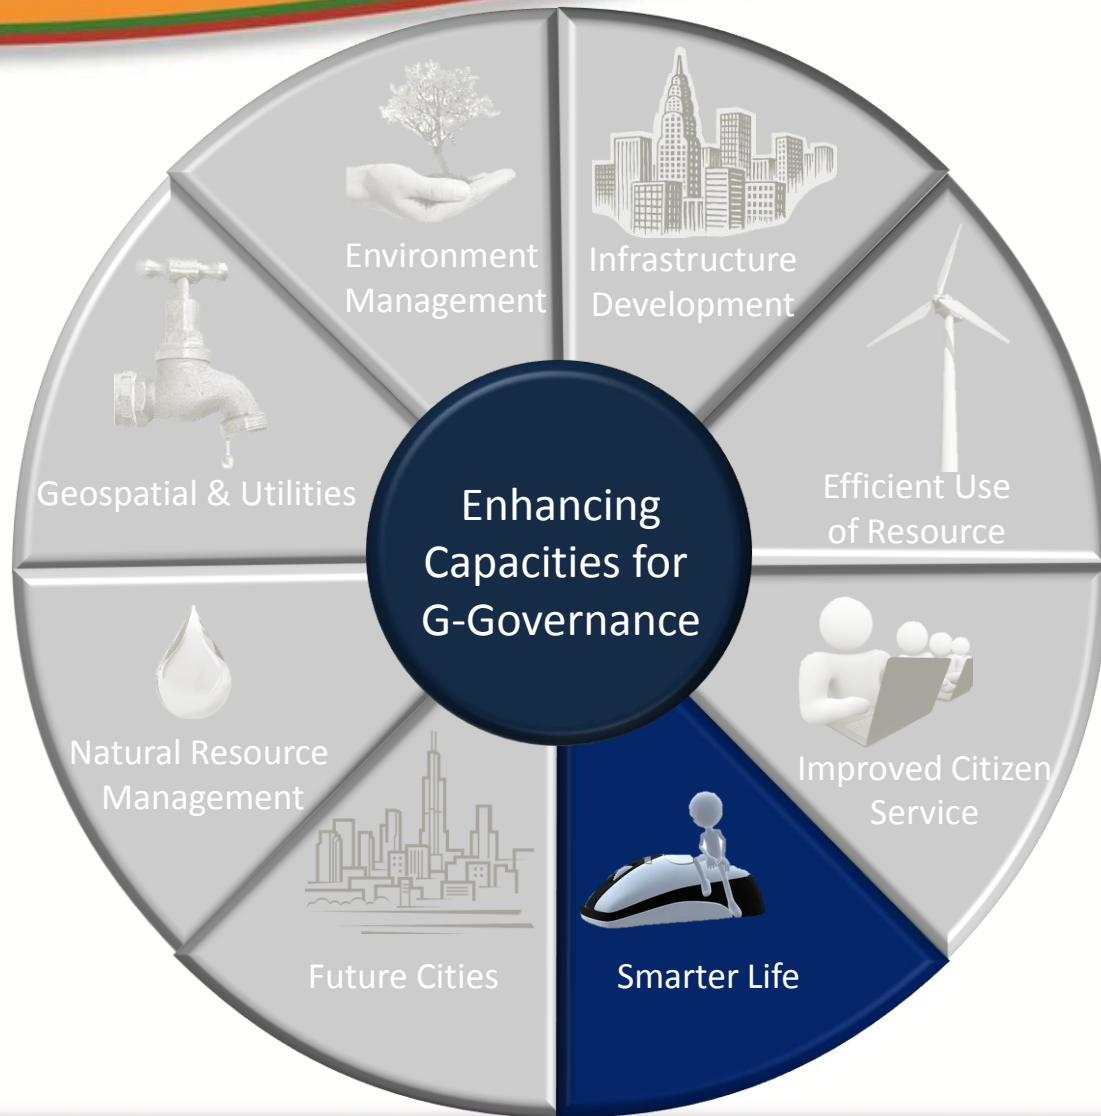 Environment
Management
Infrastructure
Development
Geospatial & Utilities
Efficient Use
of Resource
Enhancing
Capacities for
G-Governance
Natural Resource
Management
Improved Citizen
Service
Future Cities
Smarter Life